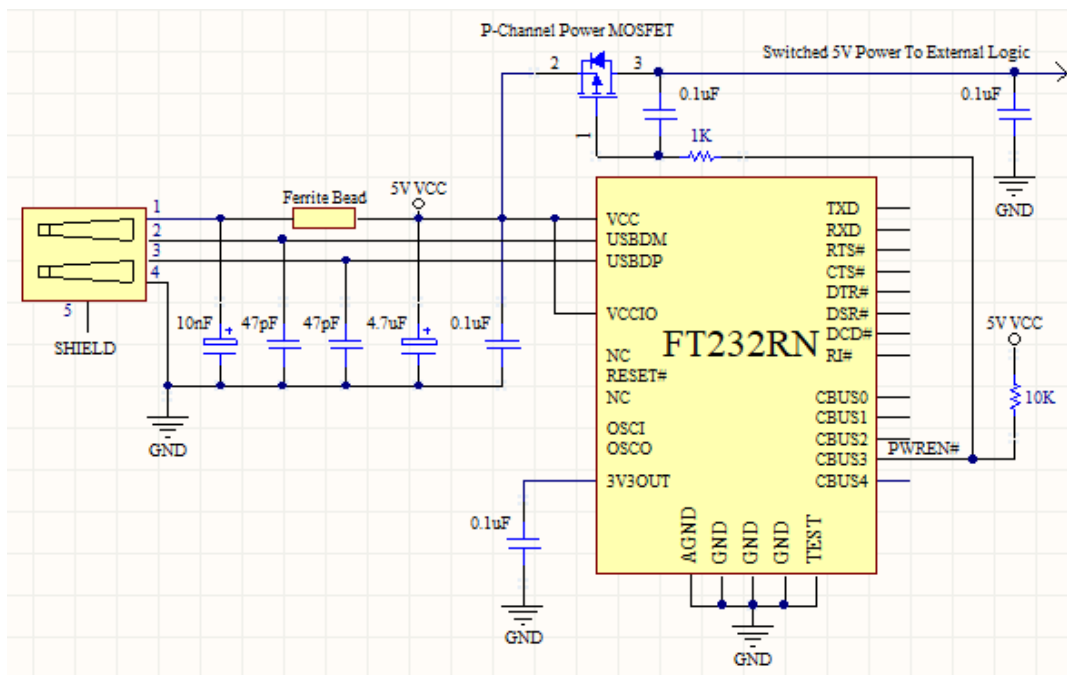 P-Channel Power MOSFET
Switched 5V Power To External Logic
2
3
0.1uF
0.1uF
1
1K
GND
5V VCC
Ferrite Bead
1
2
3
4
5
SHIELD
10nF
+
47pF
47pF
4.7uF
+
0.1uF
GND
VCC
USBDM
USBDP
VCCIO
NC
RESET#
NC
OSCI
OSCO
3V3OUT
FT232RN
TXD
RXD
RTS#
CTS#
DTR#
DSR#
DCD#
RI#
CBUS0
CBUS1
CBUS2
CBUS3
CBUS4
PWREN#
5V VCC
10K
0.1uF
GND
AGND
GND
GND
GND
TEST
GND